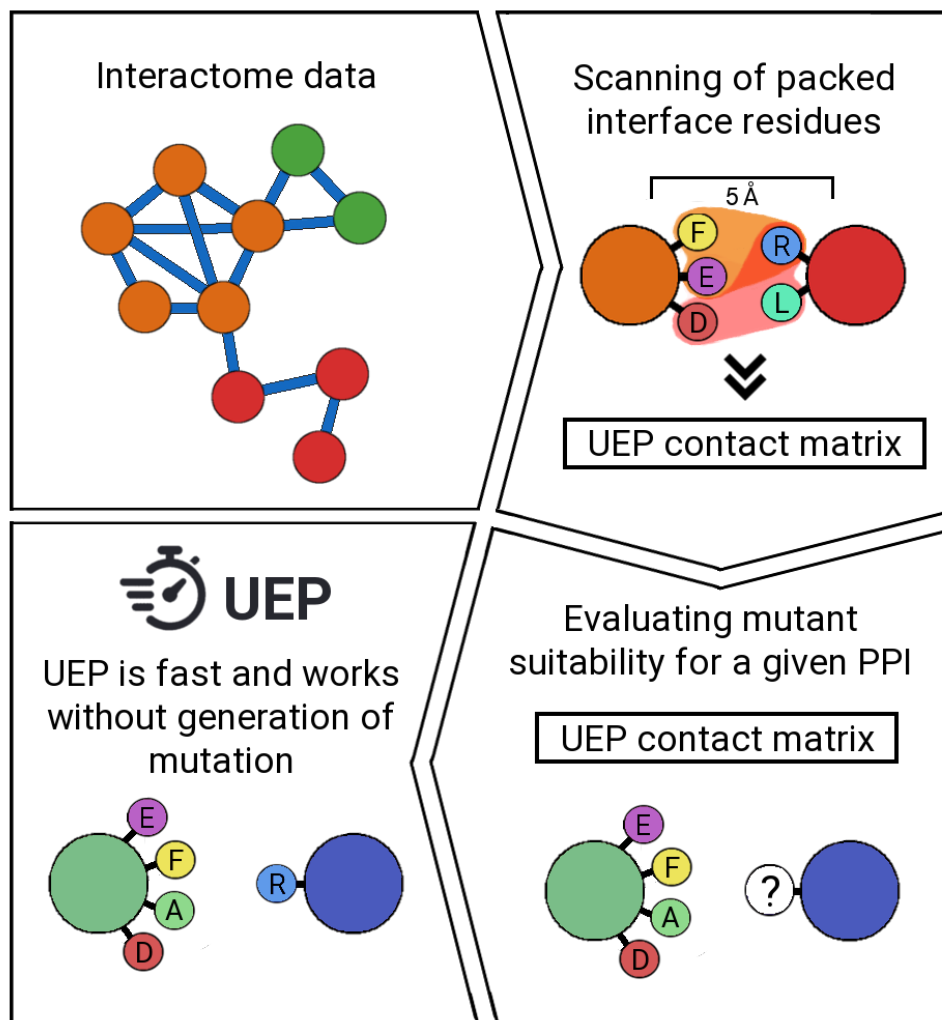 Interactome data
Scanning of packed
interface residues
5 Å
F
R
E
L
D
UEP contact matrix
Evaluating mutant
suitability for a given PPI
UEP contact matrix
E
F
?
A
D
UEP
UEP is fast and works
without generation of
mutation
E
F
R
A
D